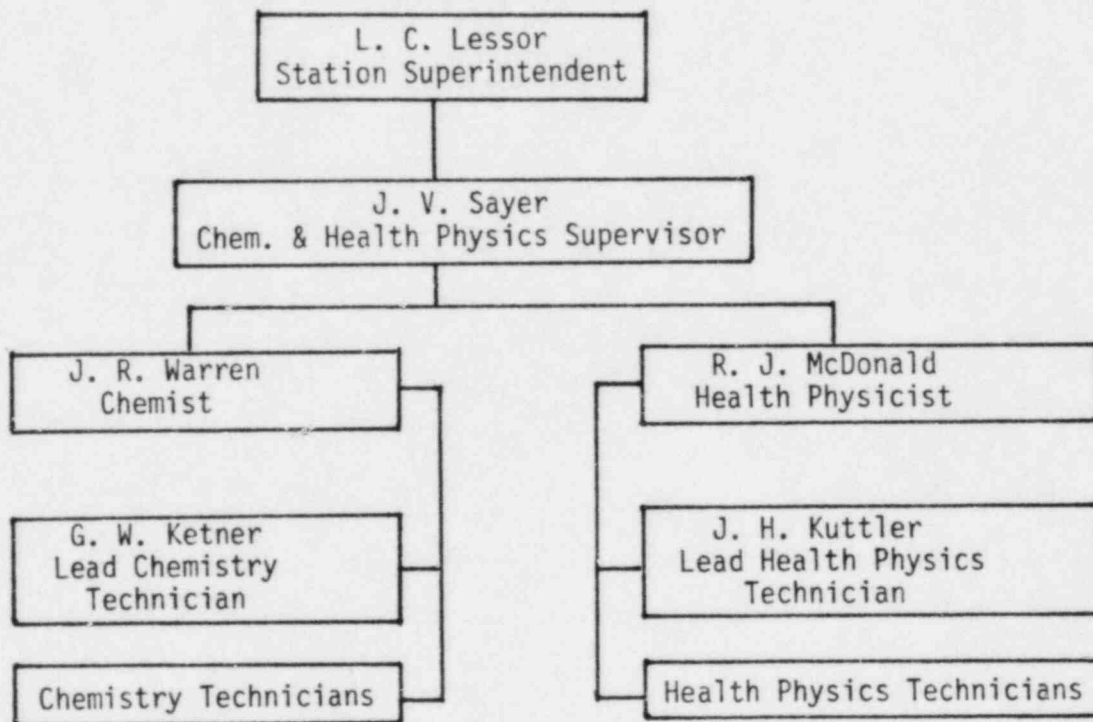 L. C. Lessor
Station Superintendent
J. V. Sayer
Chem. & Health Physics Supervisor
J. R. Warren
Chemist
R. J. McDonald
Health Physicist
G. W. Ketner
Lead Chemistry
Technician
J. H. Kuttler
Lead Health Physics
Technician
Chemistry Technicians
Health Physics Technicians